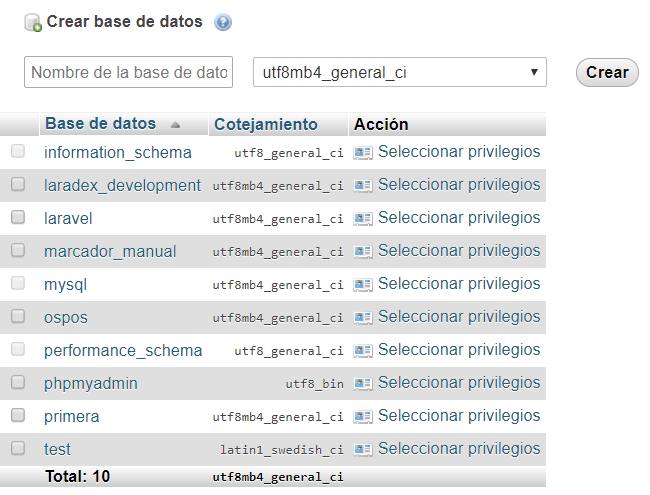 Crear base de datos
Nombre de la base de dato utf8mb4_general_ci Crear
Base de datos Cotejamiento Acción
information_schema utf8_general_ci Seleccionar privilegios
laradex_development utf8mb4_general_ci Seleccionar privilegios
laravel utf8mb4_general_ci Seleccionar privilegios
marcador_manual utf8mb4_general_ci Seleccionar privilegios
mysql utf8mb4_general_ci Seleccionar privilegios
ospos utf8mb4_general_ci Seleccionar privilegios
performance_schema utf8_general_ci Seleccionar privilegios
phpmyadmin utf8_bin Seleccionar privilegios
primera utf8mb4_general_ci Seleccionar privilegios
test latin1_swedish_ci Seleccionar privilegios
Total: 10 utf8mb4_general_ci